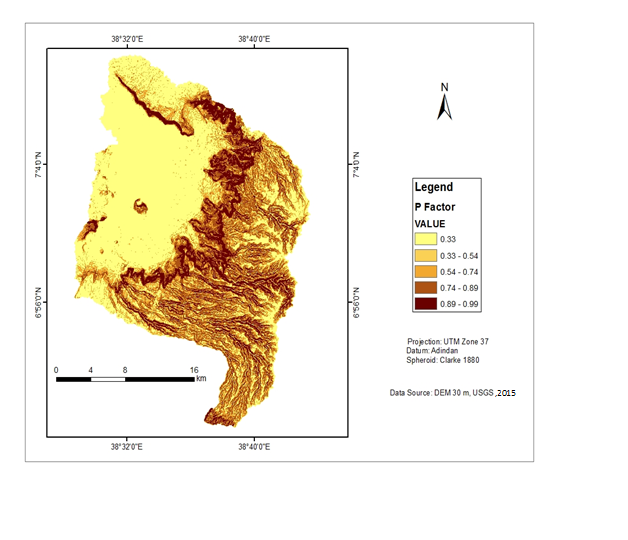 38°32'0"E
38°40'0"E
N
7°4'0"N
7°4'0"N
Legend
P Factor
VALUE
0.33
0.33 - 0.54
0.54 - 0.74
0.74 - 0.89
0.89 - 0.99
6°56'0"N
6°56'0"N
Projection: UTM Zone 37
Datum: Adindan
Spheroid: Clarke 1880
0 4 8 16
km
Data Source: DEM 30 m, USGS ,2015
38°32'0"E
38°40'0"E